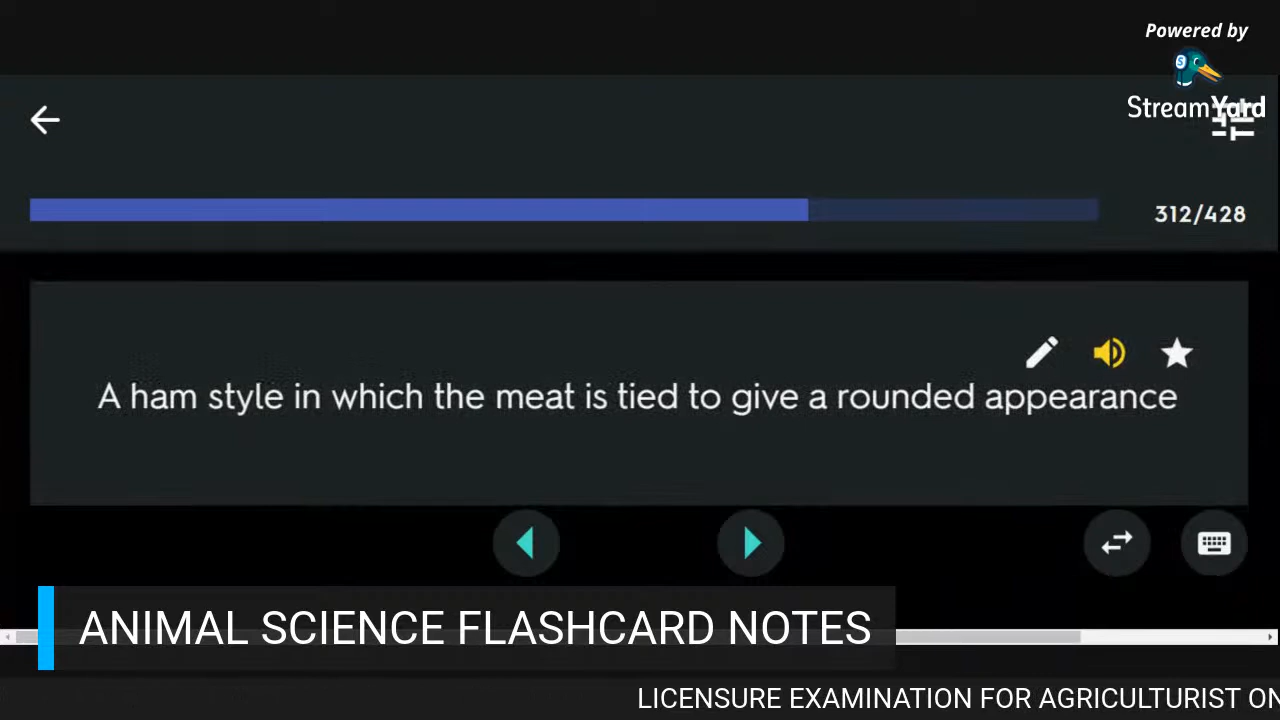 Powered by
StreamYard
312/428
A ham style in which the meat is tied to give a rounded appearance
ANIMAL SCIENCE FLASHCARD NOTES
LICENSURE EXAMINATION FOR AGRICULTURIST ON